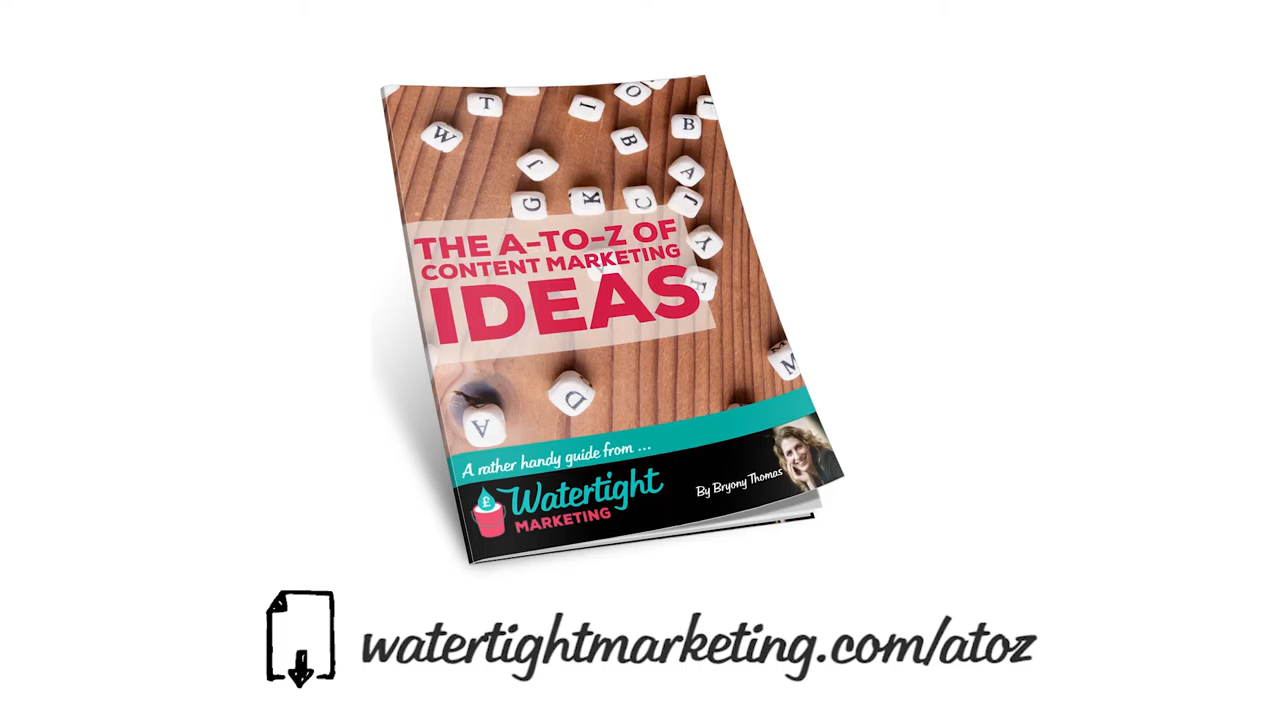 T
I
O
I
W
B
B
J
A
G
K
C
J
Y
THE A-TO-Z OF
CONTENT MARKETING
IDEAS
D
M
A
A rather handy guide from ...
£
Watertight
MARKETING
By Bryony Thomas
watertightmarketing.com/atoz